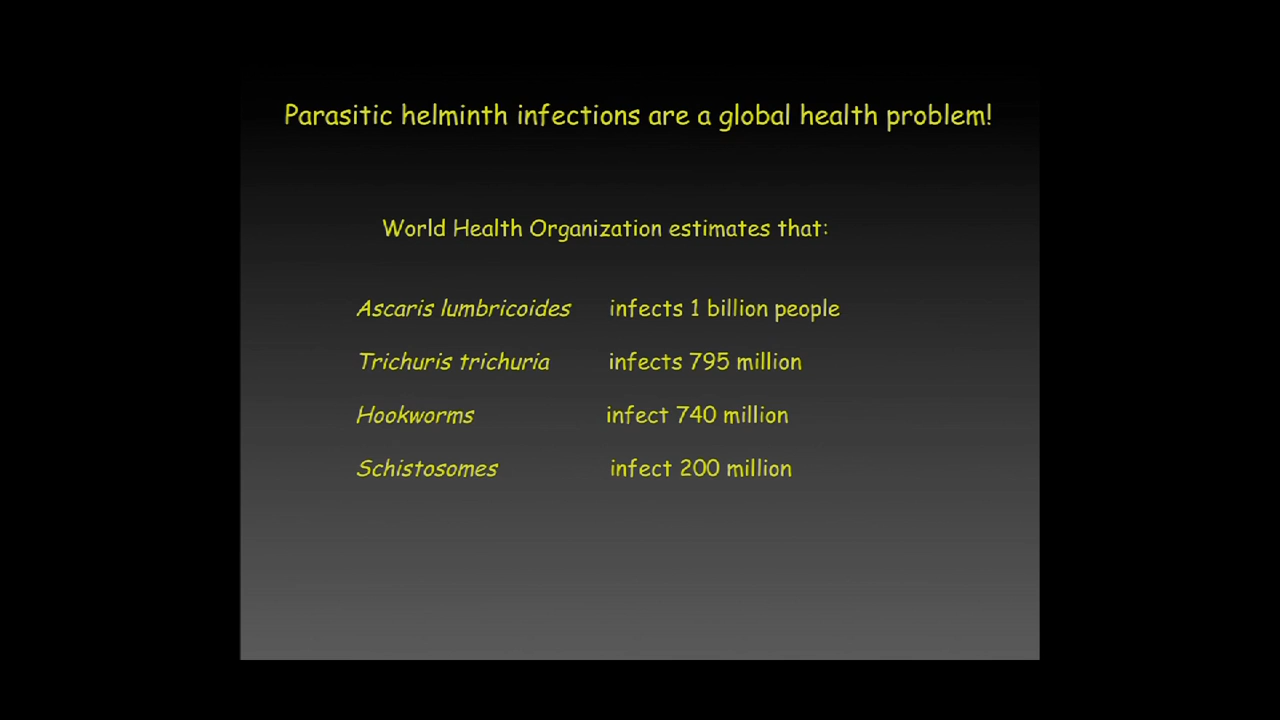 Parasitic helminth infections are a global health problem!
World Health Organization estimates that:
Ascaris lumbricoides infects 1 billion people
Trichuris trichuria infects 795 million
Hookworms infect 740 million
Schistosomes infect 200 million